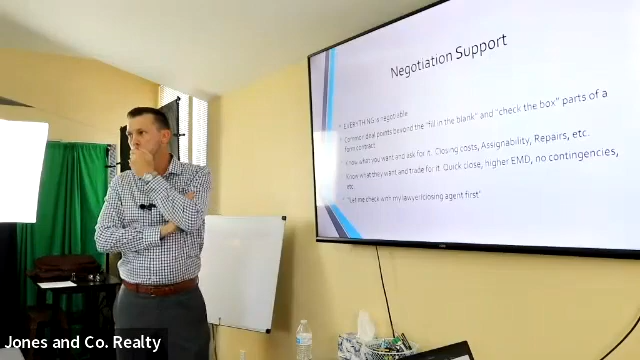 Negotiation Support
EVERYTHING is negotiable
Common deal points beyond the "fill in the blank" and "check the box" parts of a
form contract
Know what you want and ask for it. Closing costs, Assignability, Repairs, etc.
Know what they want and trade for it. Quick close, higher EMD, no contingencies,
etc.
"Let me check with my lawyer/closing agent first"
Jones and Co. Realty